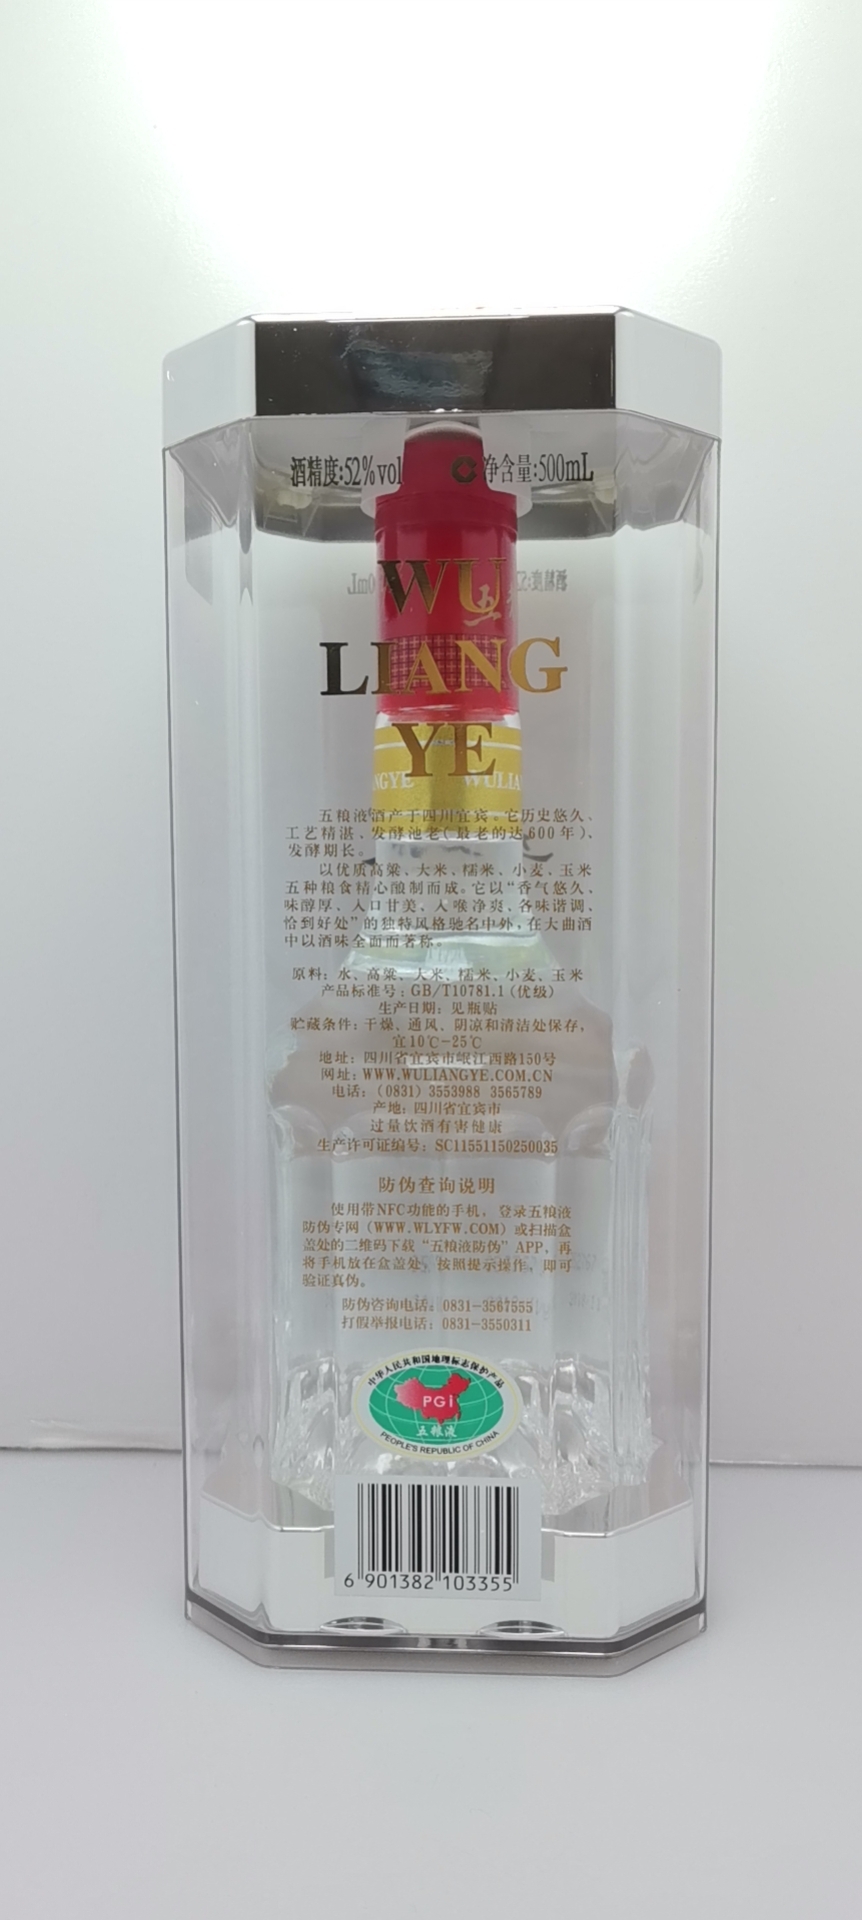 酒精度:52%vol 净含量:500mL
WU
LIANG
YE
五粮液酒产于四川宜宾。它历史悠久、
工艺精湛、发酵池老(最老的达600年)、
发酵期长。
以优质高粱、大米、糯米、小麦、玉米
五种粮食精心酿制而成。它以“香气悠久、
味醇厚、入口甘美、入喉净爽、各味谐调、
恰到好处”的独特风格驰名中外，在大曲酒
中以酒味全面而著称。
原料：水、高粱、大米、糯米、小麦、玉米
产品标准号：GB/T10781.1(优级)
生产日期：见瓶贴
贮藏条件：干燥、通风、阴凉和清洁处保存，
宜10℃-25℃
地址：四川省宜宾市岷江西路150号
网址：WWW.WULIANGYE.COM.CN
电话：(0831) 3553988 3565789
产地：四川省宜宾市
过量饮酒有害健康
生产许可证编号：SC11551150250035
防伪查询说明
使用带NFC功能的手机，登录五粮液
防伪专网（WWW.WLYFW.COM）或扫描盒
盖处的二维码下载“五粮液防伪”APP，再
将手机放在盒盖处，按照提示操作，即可
验证真伪。
防伪咨询电话：0831-3567555
打假举报电话：0831-3550311
中华人民共和国地理标志保护产品
PGI
五粮液
PEOPLE'S REPUBLIC OF CHINA
6 901382 103355